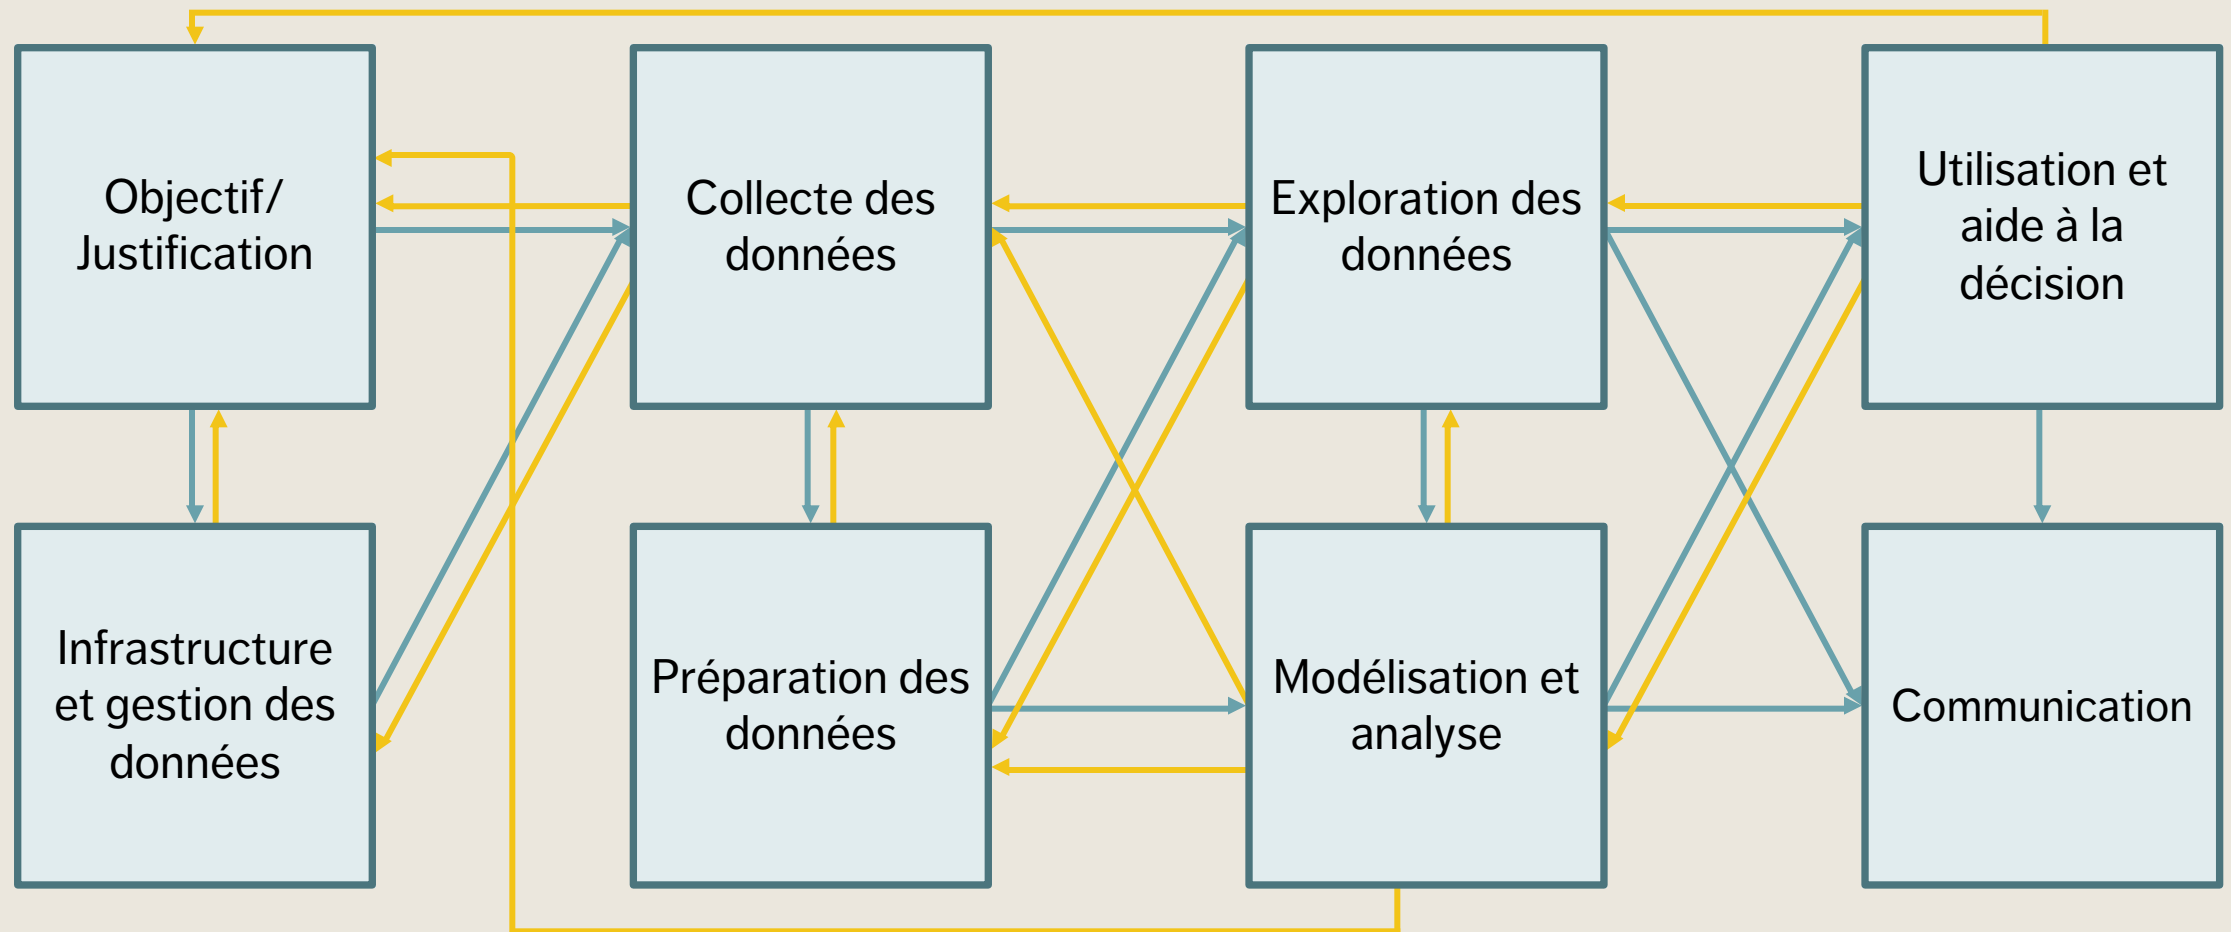 Objectif/
Justification
Collecte des
données
Exploration des
données
Utilisation et
aide à la
décision
Infrastructure
et gestion des
données
Préparation des
données
Modélisation et
analyse
Communication